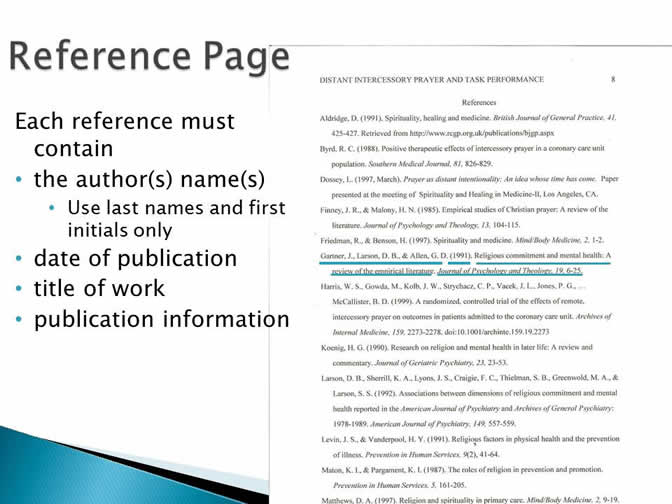 Reference Page
Each reference must
contain
• the author(s) name(s)
• Use last names and first
initials only
• date of publication
• title of work
• publication information
DISTANT INTERCESSORY PRAYER AND TASK PERFORMANCE 8
References
Aldridge, D. (1991). Spirituality, healing and medicine. British Journal of General Practice, 41,
425-427. Retrieved from http://www.rcgp.org.uk/publications/bjgp.aspx
Byrd. R. C. (1988). Positive therapeutic effects of intercessory prayer in a coronary care unit
population. Southern Medical Journal, 81, 826-829.
Dossey, L. (1997, March). Prayer as distant intentionality: An idea whose time has come. Paper
presented at the meeting of Spirituality and Healing in Medicine-II, Los Angeles, CA.
Finney, J. R., & Malony, H. N. (1985). Empirical studies of Christian prayer: A review of the
literature. Journal of Psychology and Theology, 13, 104-115.
Friedman, R., & Benson, H. (1997). Spirituality and medicine. Mind/Body Medicine, 2, 1-2.
Gartner, J., Larson, D. B., & Allen, G. D. (1991). Religious commitment and mental health: A
review of the empirical literature. Journal of Psychology and Theology, 19, 6-25.
Harris, W. S., Gowda, M., Kolb, J. W., Strychacz, C. P., Vacek, J. L., Jones, P. G., ...
McCallister, B. D. (1999). A randomized, controlled trial of the effects of remote,
intercessory prayer on outcomes in patients admitted to the coronary care unit. Archives of
Internal Medicine, 159, 2273-2278. doi:10.1001/archinte.159.19.2273
Koenig, H. G. (1990). Research on religion and mental health in later life: A review and
commentary. Journal of Geriatric Psychiatry, 23, 23-53.
Larson, D. B., Sherrill, K. A., Lyons, J. S., Craigie, F. C., Thielman, S. B., Greenwold, M. A., &
Larson, S. S. (1992). Associations between dimensions of religious commitment and mental
health reported in the American Journal of Psychiatry and Archives of General Psychiatry:
1978-1989. American Journal of Psychiatry, 149, 557-559.
Levin, J. S., & Vanderpool, H. Y. (1991). Religious factors in physical health and the prevention
of illness. Prevention in Human Services, 9(2), 41-64.
Maton, K. I., & Pargament, K. I. (1987). The roles of religion in prevention and promotion.
Prevention in Human Services, 5, 161-205.
Matthews, D. A. (1997). Religion and spirituality in primary care. Mind/Body Medicine, 2, 9-19.